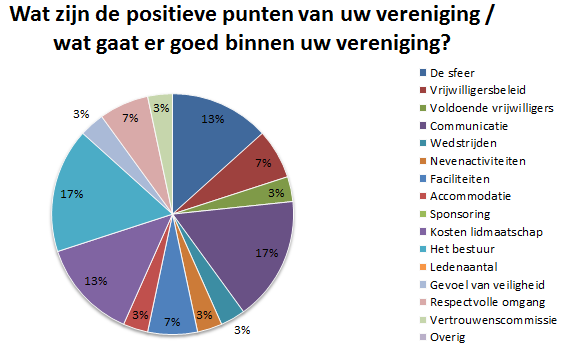 Wat zijn de positieve punten van uw vereniging /
wat gaat er goed binnen uw vereniging?
De sfeer
Vrijwilligersbeleid
Voldoende vrijwilligers
Communicatie
Wedstrijden
Nevenactiviteiten
Faciliteiten
Accommodatie
Sponsoring
Kosten lidmaatschap
Het bestuur
Ledenaantal
Gevoel van veiligheid
Respectvolle omgang
Vertrouwenscommissie
Overig
13%
7%
3%
17%
3%
3%
7%
3%
13%
17%
3%
7%
3%